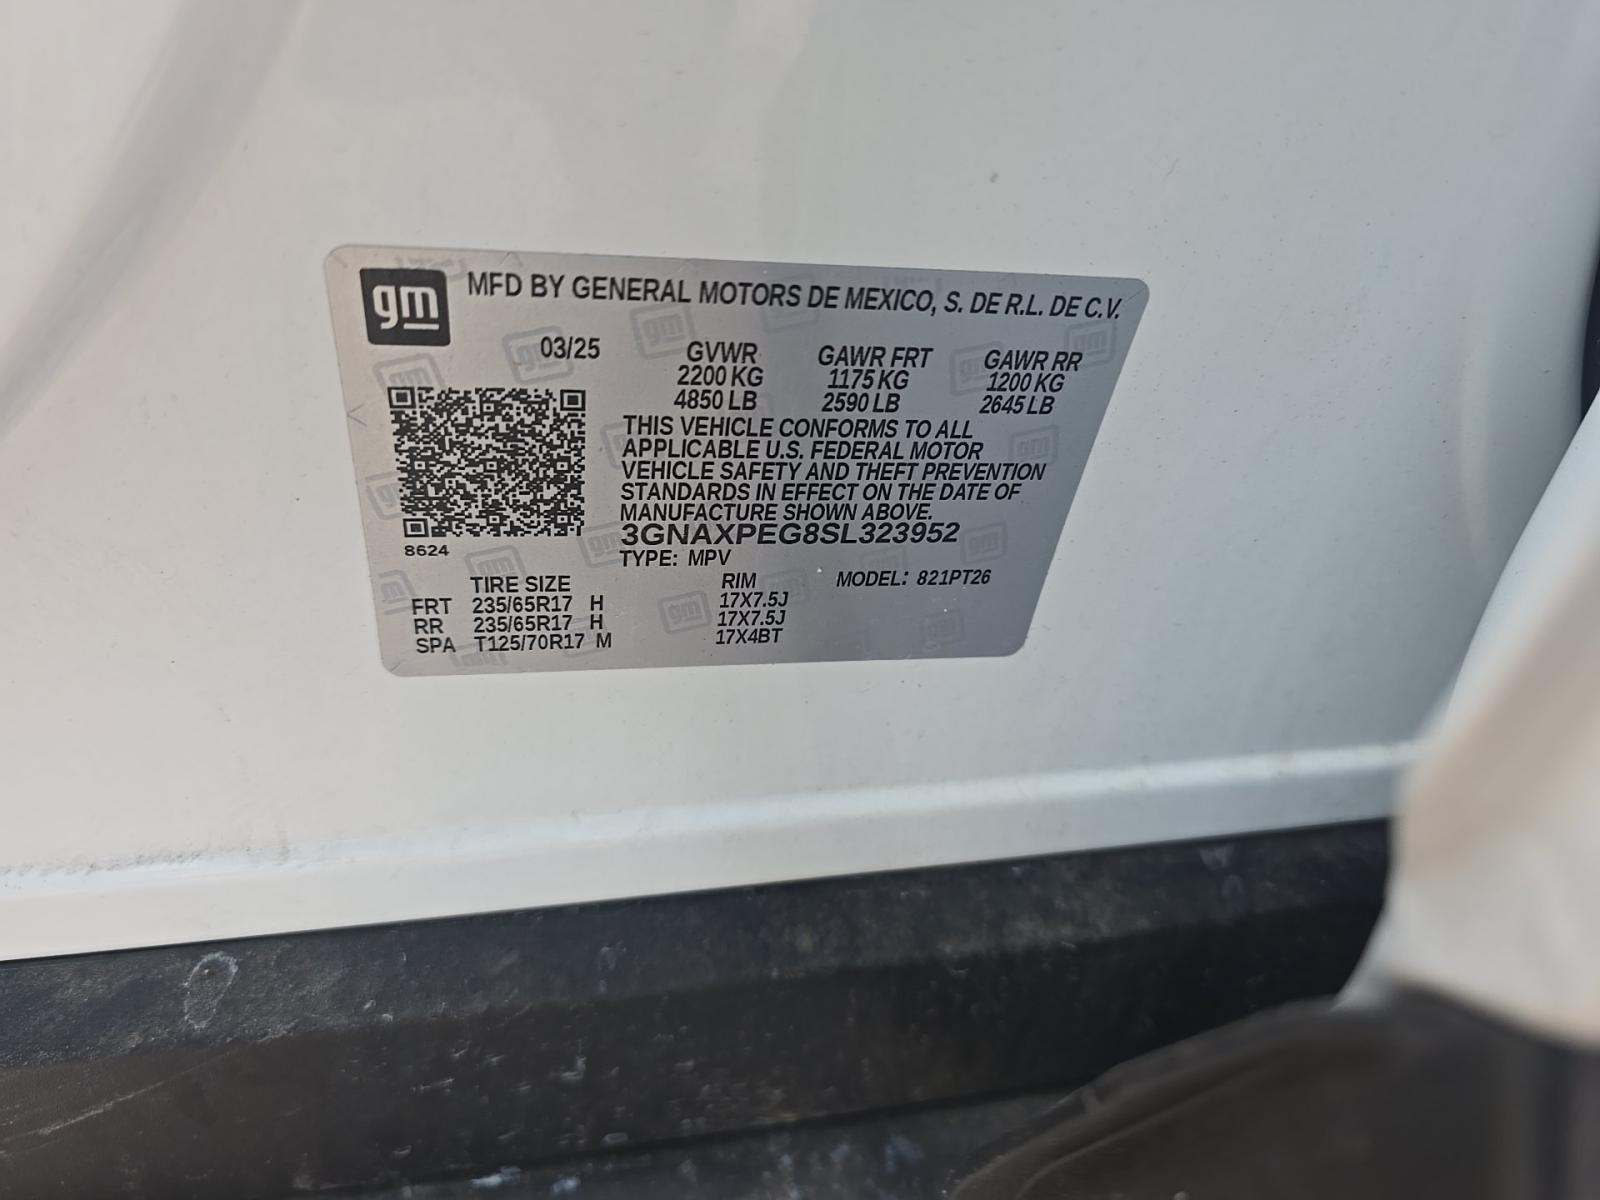 gm MFD BY GENERAL MOTORS DE MEXICO, S. DE R.L. DE C.V.
03/25 GVWR GAWR FRT GAWR RR
2200 KG 1175 KG 1200 KG
4850 LB 2590 LB 2645 LB
THIS VEHICLE CONFORMS TO ALL
APPLICABLE U.S. FEDERAL MOTOR
VEHICLE SAFETY AND THEFT PREVENTION
STANDARDS IN EFFECT ON THE DATE OF
MANUFACTURE SHOWN ABOVE.
3GNAXPEG8SL323952
8624
TYPE: MPV
TIRE SIZE RIM MODEL: 821PT26
FRT 235/65R17 H 17X7.5J
RR 235/65R17 H 17X7.5J
SPA T125/70R17 M 17X4BT